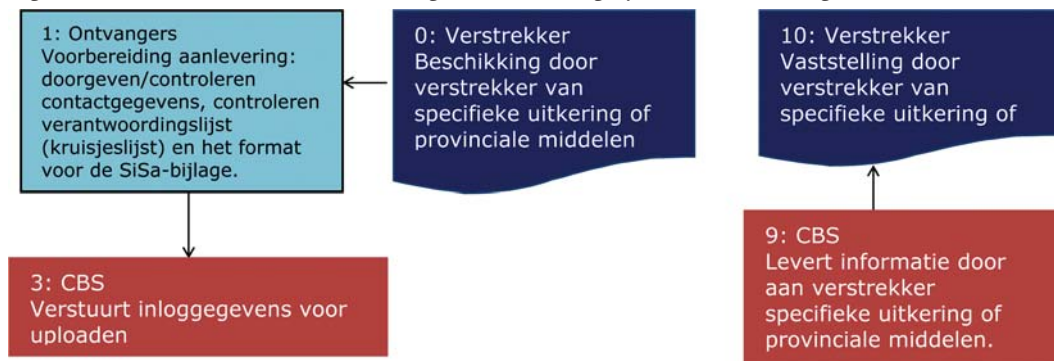 1: Ontvangers
Voorbereiding aanlevering:
doorgeven/controleren
contactgegevens, controleren
verantwoordingslijst
(kruisjeslijst) en het format
voor de SiSa-bijlage.
0: Verstrekker
Beschikking door
verstrekker van
specifieke uitkering of
provinciale middelen
10: Verstrekker
Vaststelling door
verstrekker van
specifieke uitkering of
3: CBS
Verstuurt inloggegevens voor
uploaden
9: CBS
Levert informatie door
aan verstrekker
specifieke uitkering of
provinciale middelen.